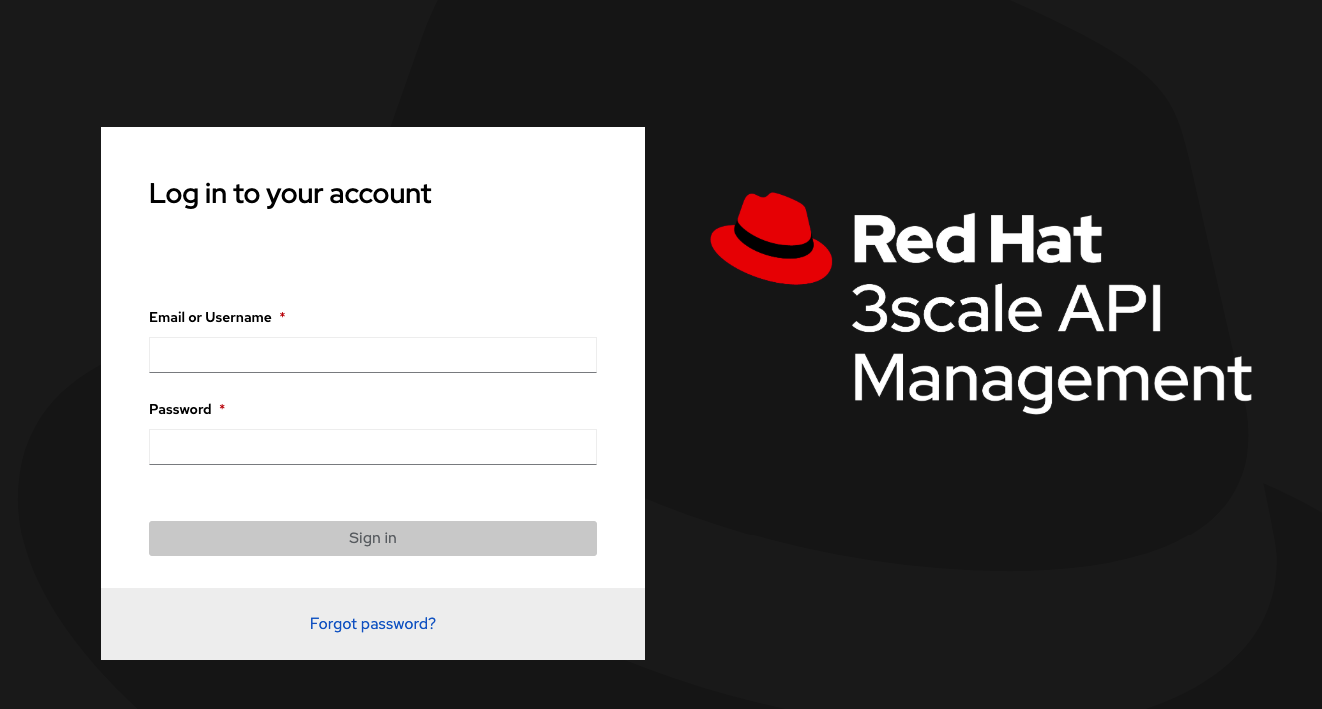 Log in to your account
Email or Username *
Password *
Sign in
Forgot password?
Red Hat
3scale API
Management